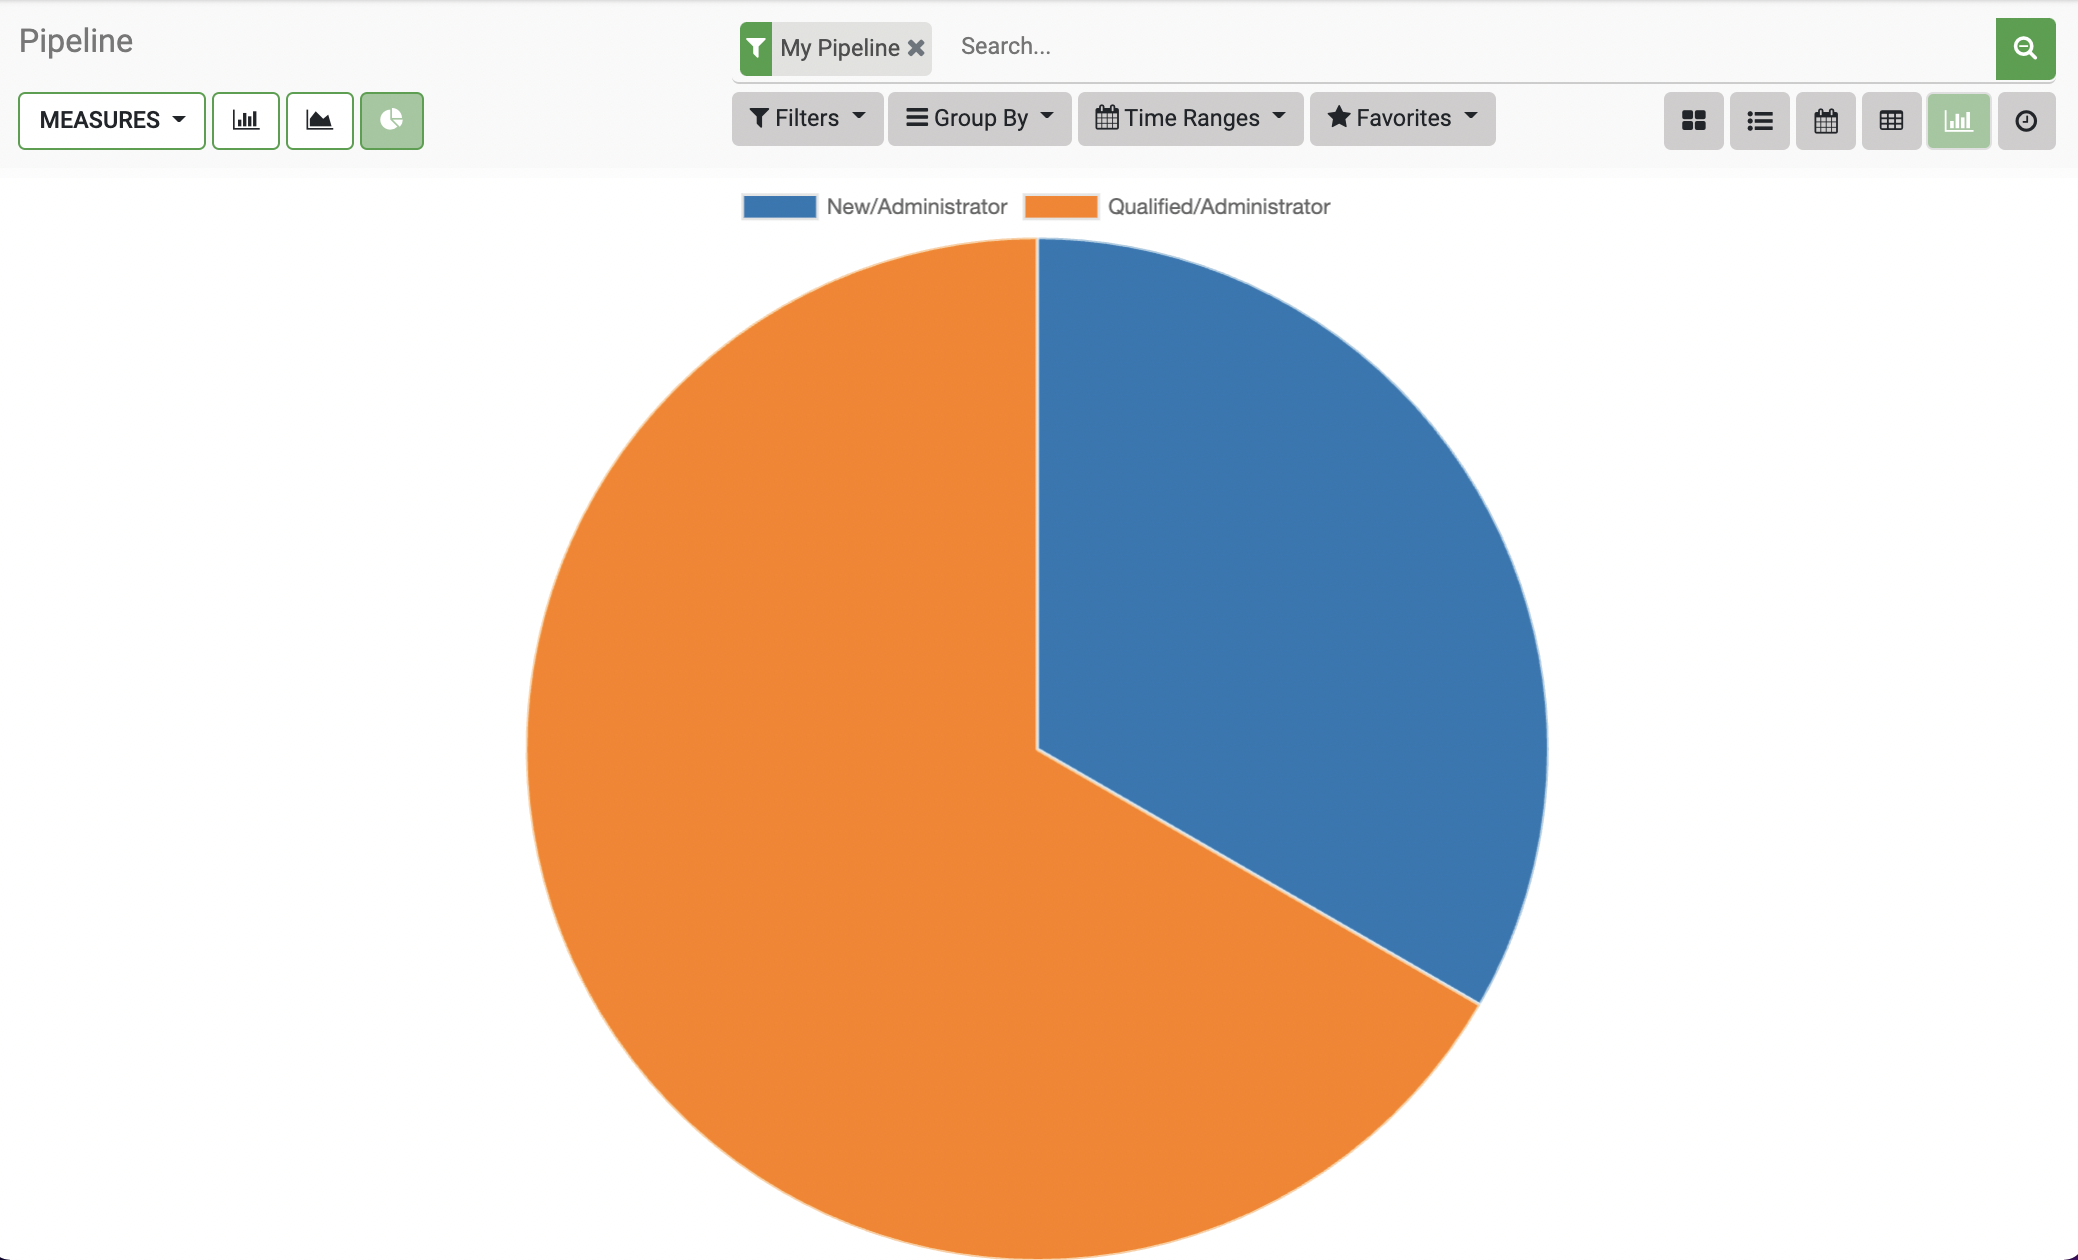 Pipeline
My Pipeline Search...
MEASURES
Filters Group By Time Ranges Favorites
New/Administrator Qualified/Administrator